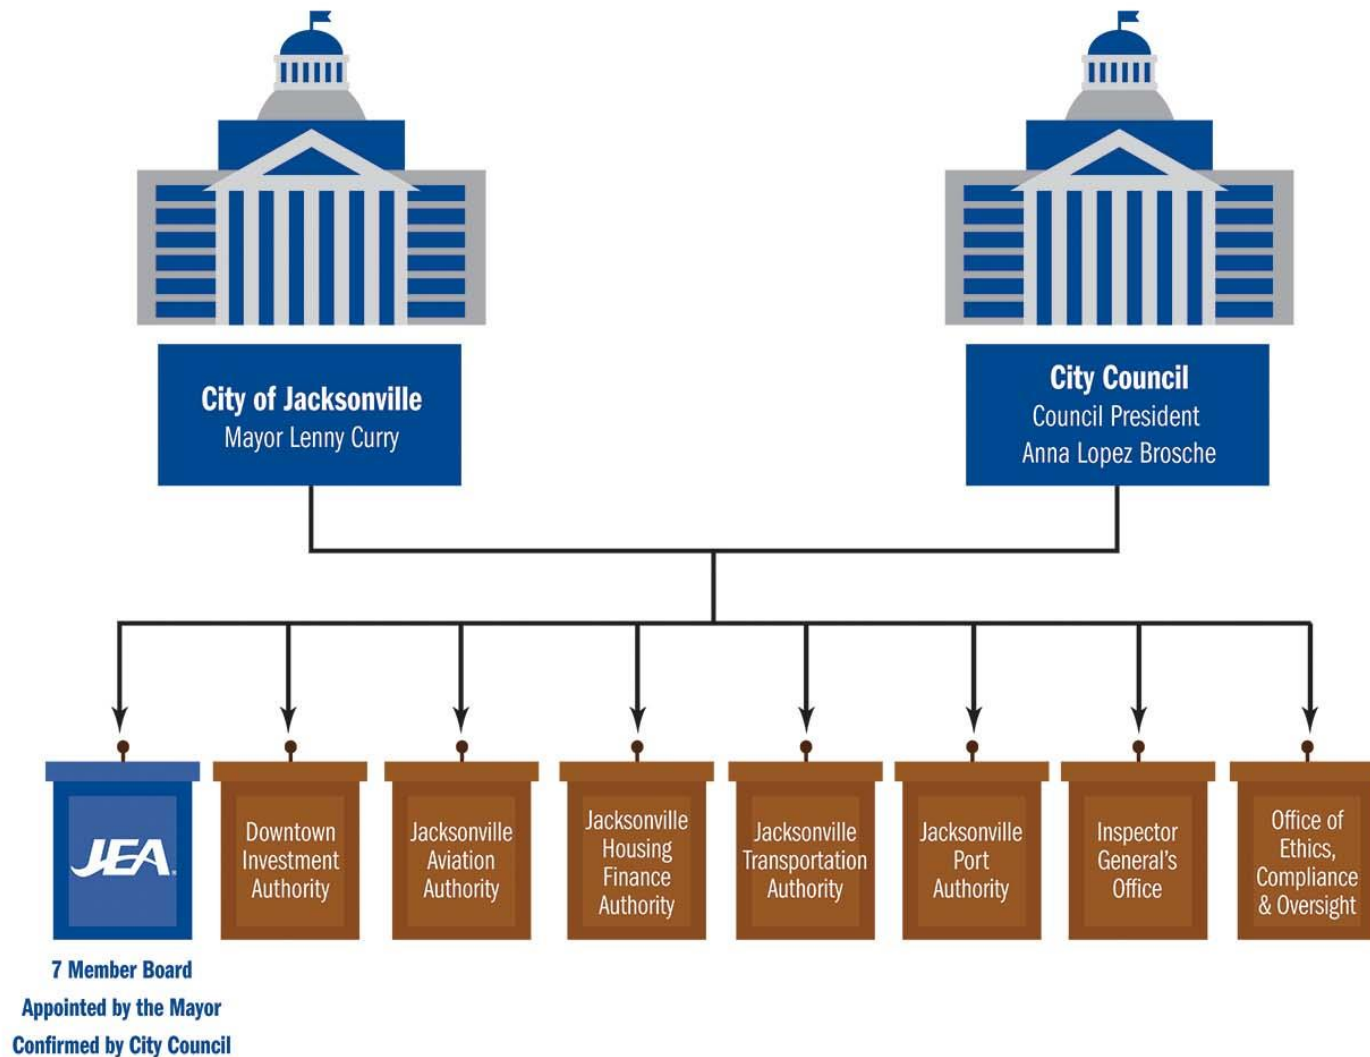 City of Jacksonville
Mayor Lenny Curry
City Council
Council President
Anna Lopez Brosche
JEA
Downtown
Investment
Authority
Jacksonville
Aviation
Authority
Jacksonville
Housing
Finance
Authority
Jacksonville
Transportation
Authority
Jacksonville
Port
Authority
Inspector
General's
Office
Office of
Ethics,
Compliance
& Oversight
7 Member Board
Appointed by the Mayor
Confirmed by City Council